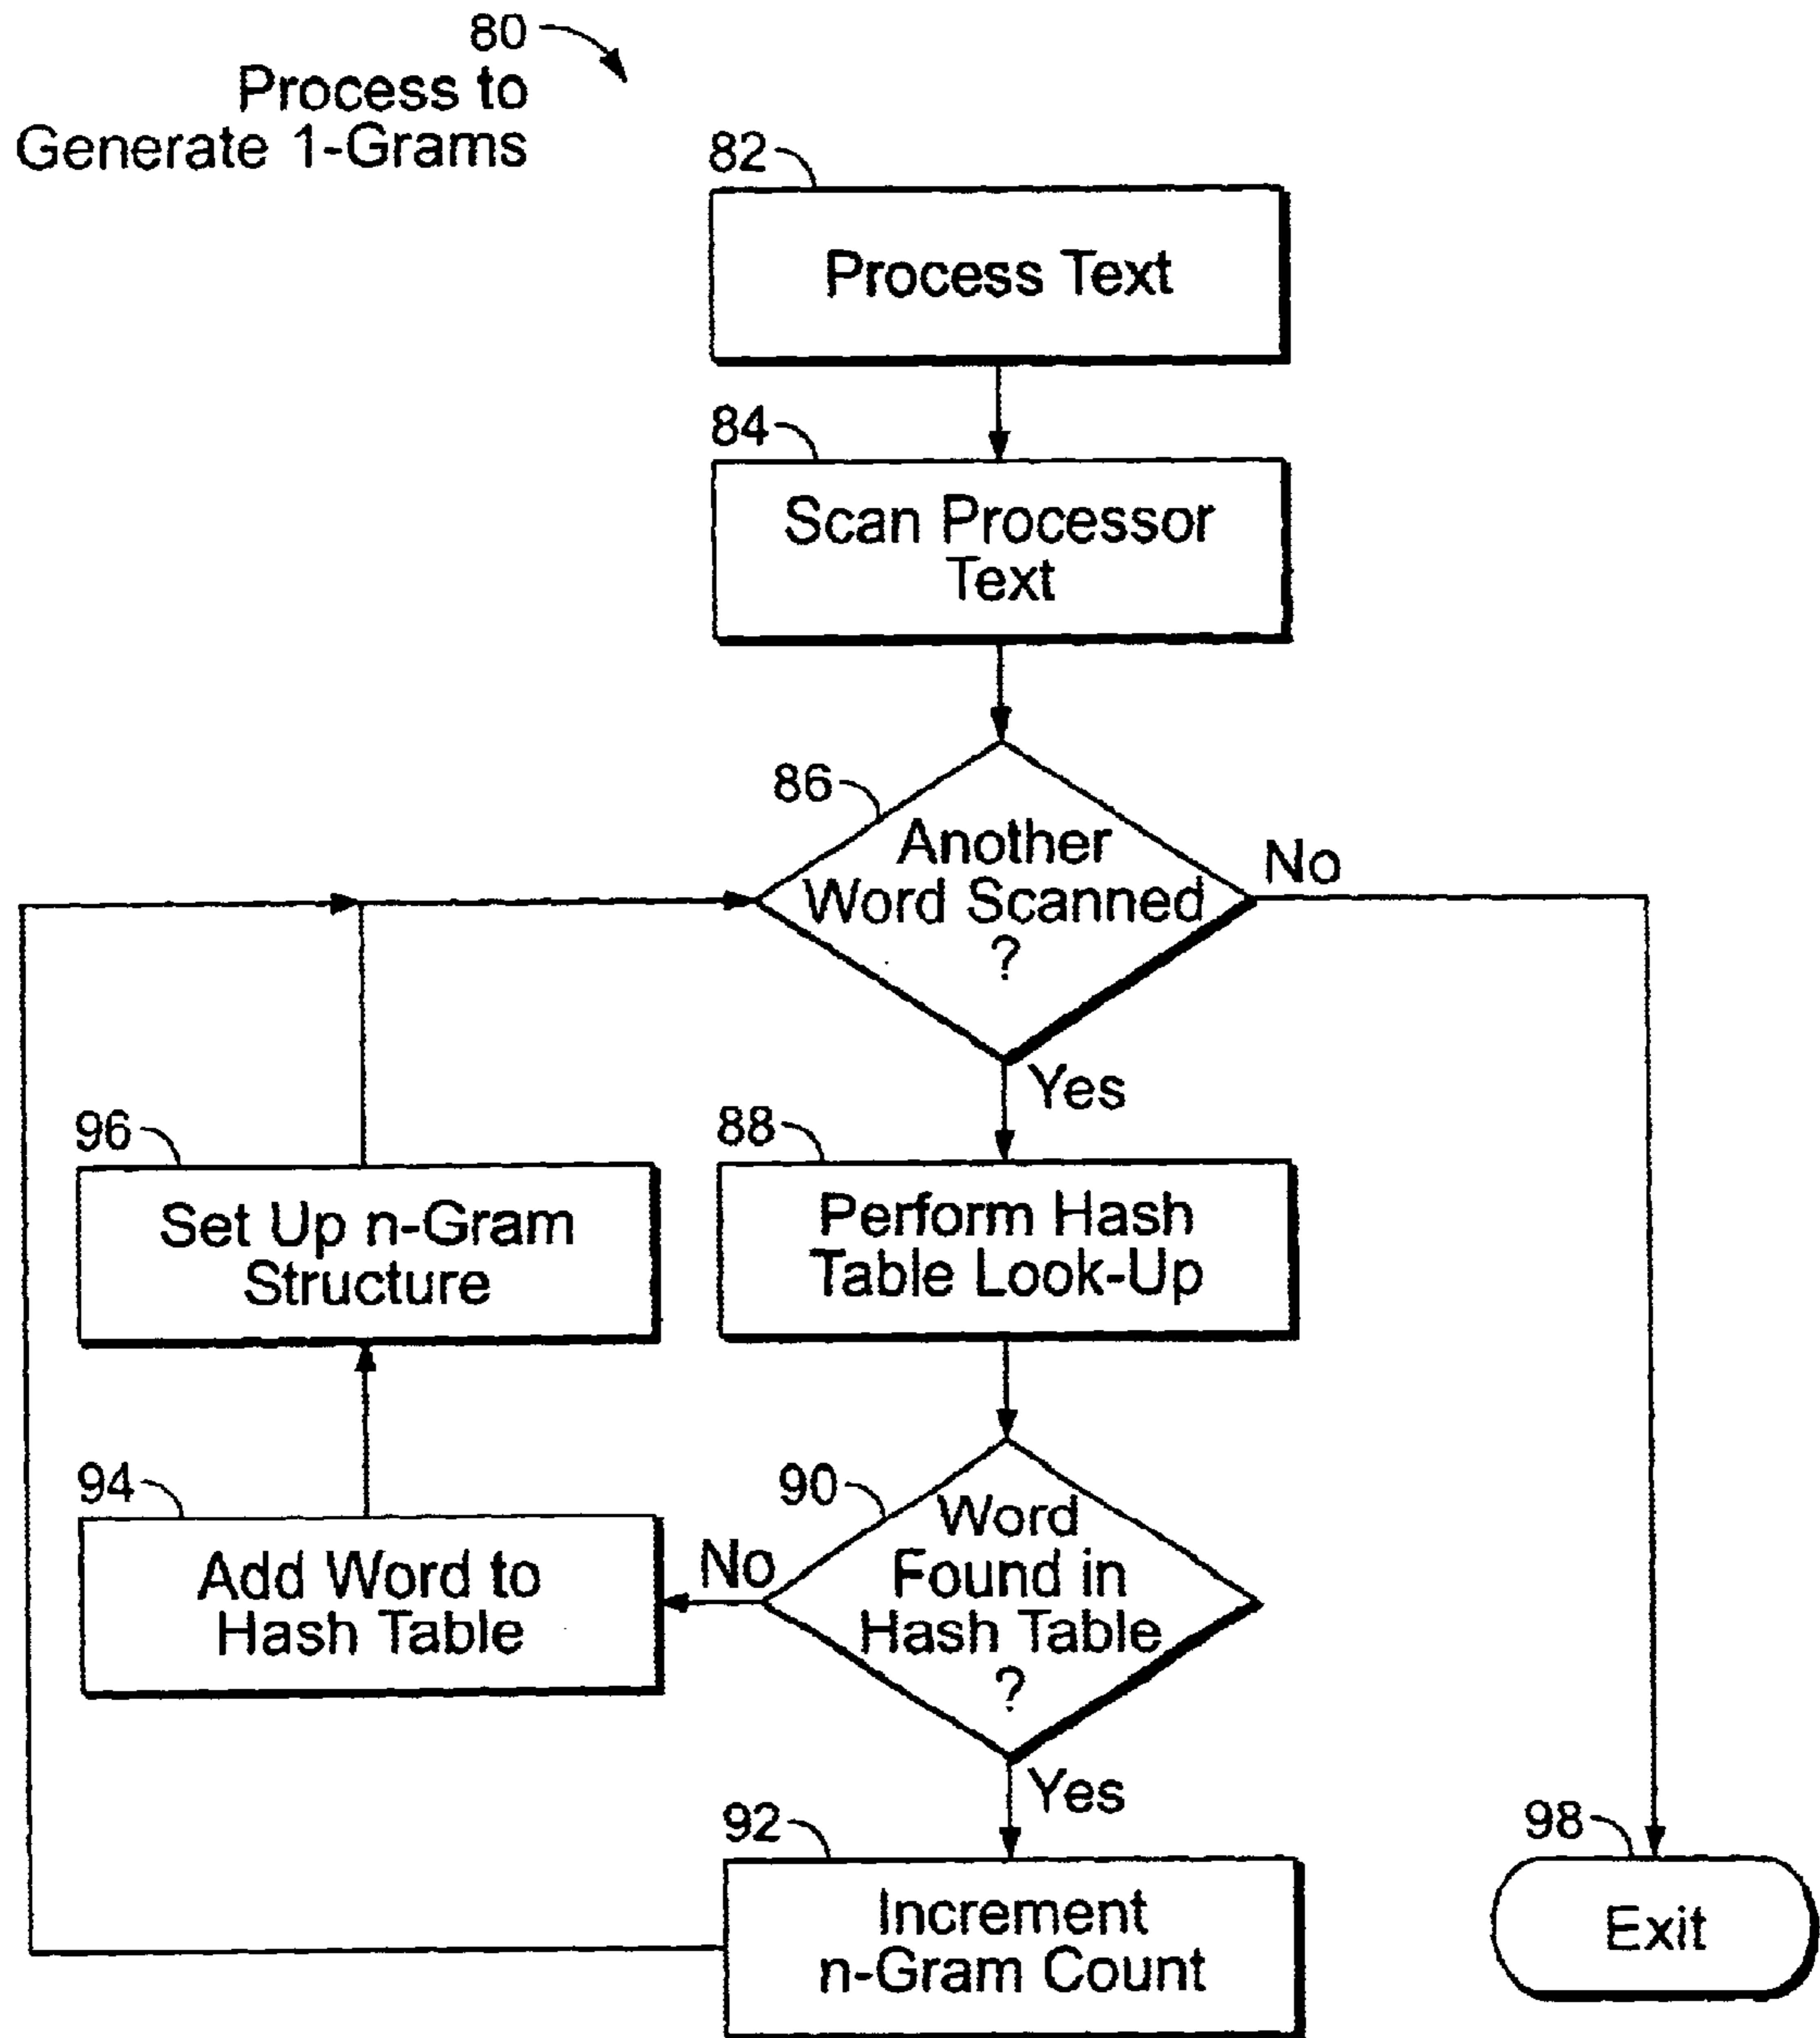 80
Process to
Generate 1-Grams
82
Process Text
84
Scan Processor
Text
86
Another
Word Scanned
?
No
Yes
96
Set Up n-Gram
Structure
88
Perform Hash
Table Look-Up
94
Add Word to
Hash Table
No
90
Word
Found in
Hash Table
?
Yes
92
Increment
n-Gram Count
98
Exit